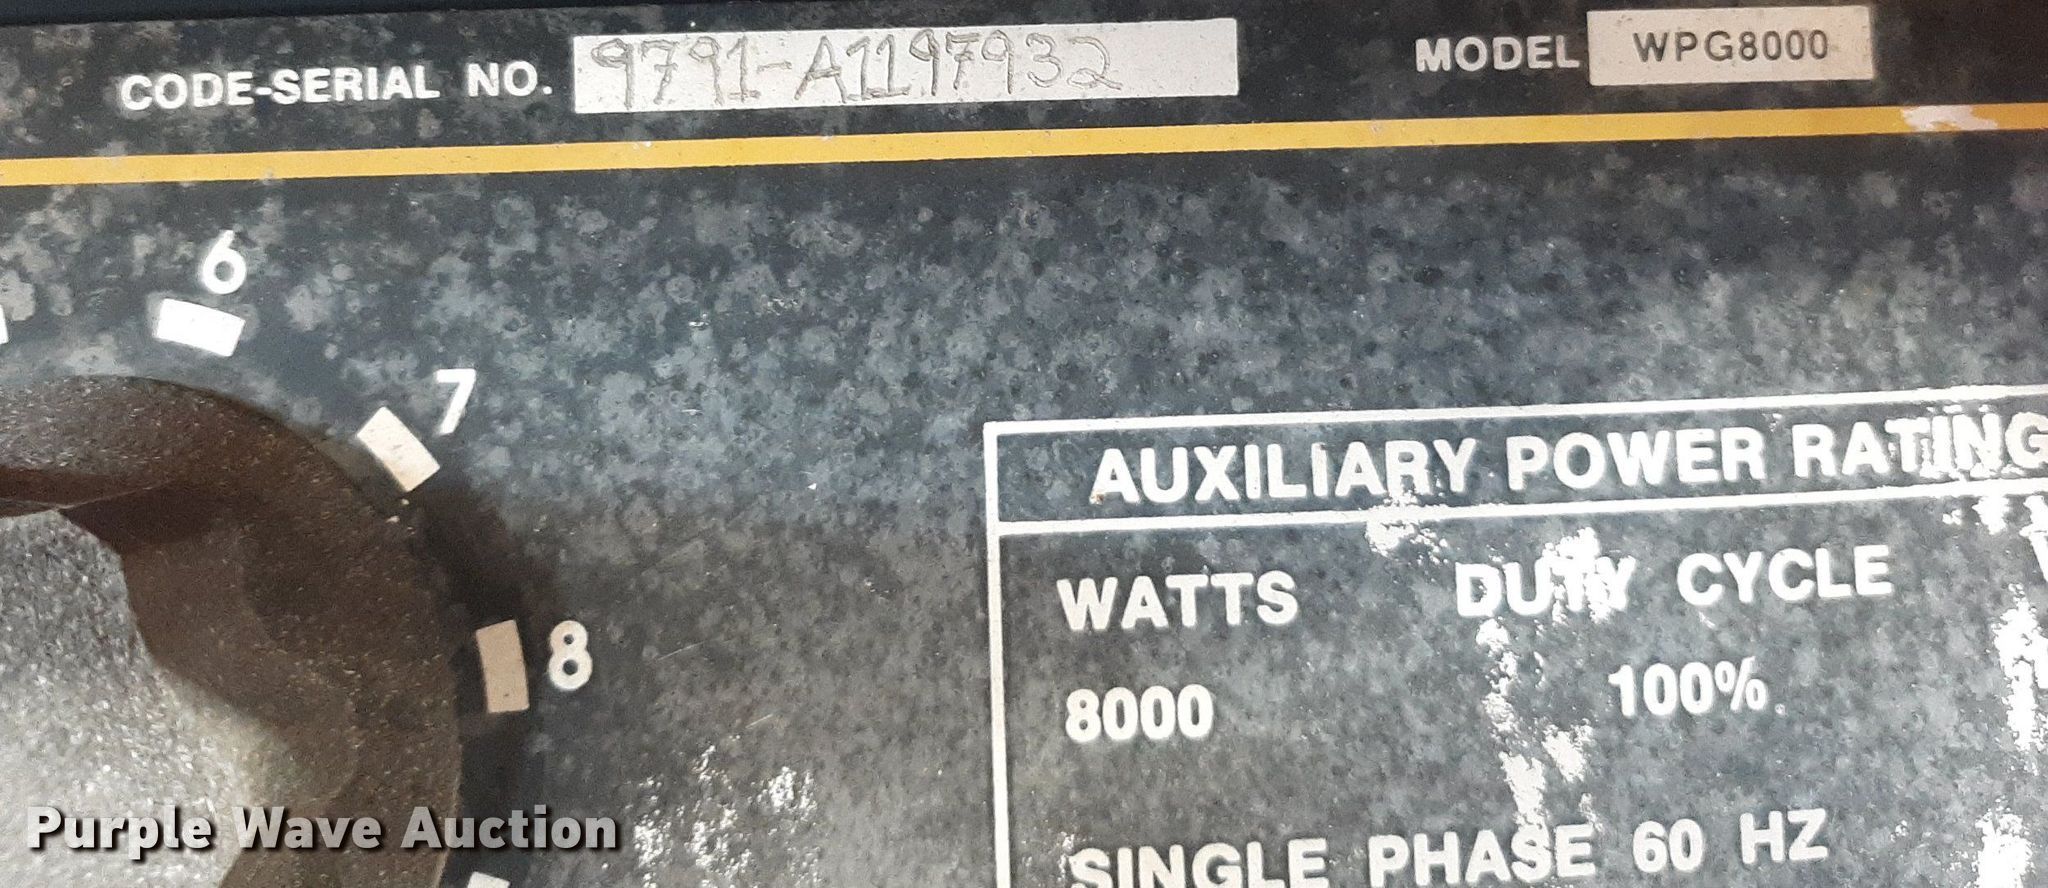 CODE-SERIAL NO. 9791-A1197932 MODEL WPG8000
6
7
8
AUXILIARY POWER RATING
WATTS DUTY CYCLE
8000 100%
SINGLE PHASE 60 HZ
Purple Wave Auction